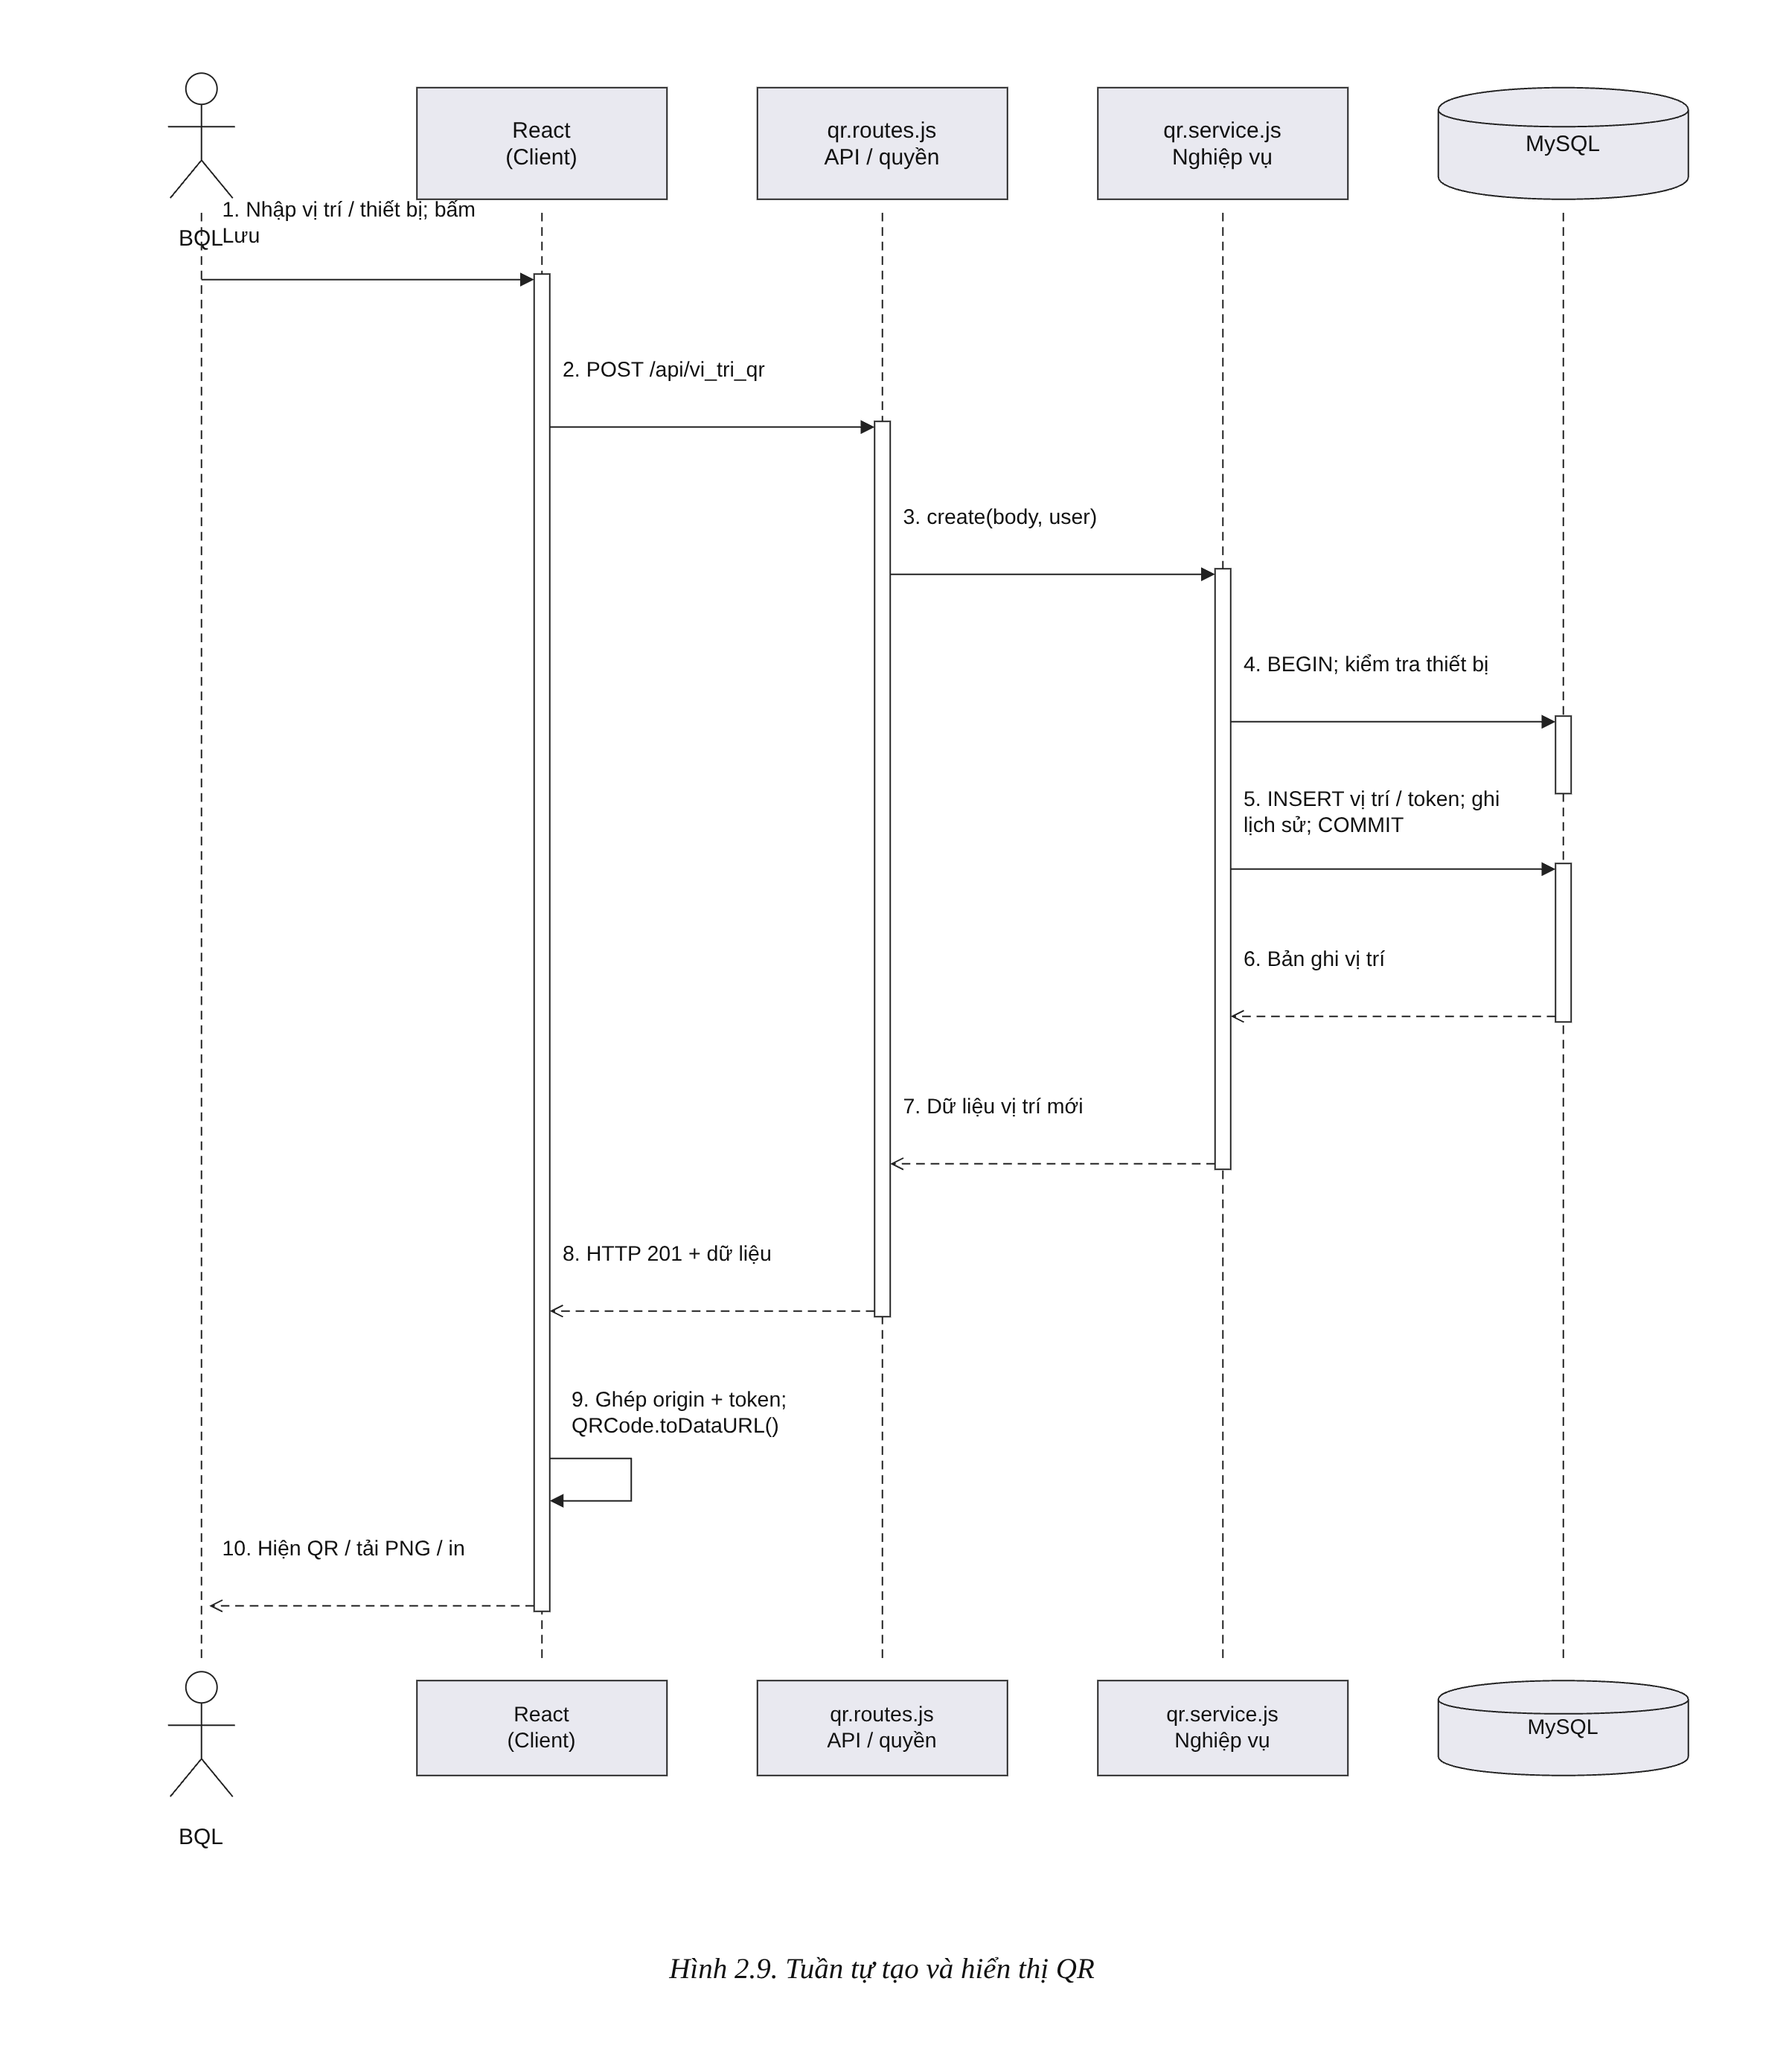 React
(Client)
qr.routes.js
API / quyền
qr.service.js
Nghiệp vụ
MySQL
BQL
1. Nhập vị trí / thiết bị; bấm
Lưu
2. POST /api/vi_tri_qr
3. create(body, user)
4. BEGIN; kiểm tra thiết bị
5. INSERT vị trí / token; ghi
lịch sử; COMMIT
6. Bản ghi vị trí
7. Dữ liệu vị trí mới
8. HTTP 201 + dữ liệu
9. Ghép origin + token;
QRCode.toDataURL()
10. Hiện QR / tải PNG / in
React
(Client)
qr.routes.js
API / quyền
qr.service.js
Nghiệp vụ
MySQL
BQL
Hình 2.9. Tuần tự tạo và hiển thị QR